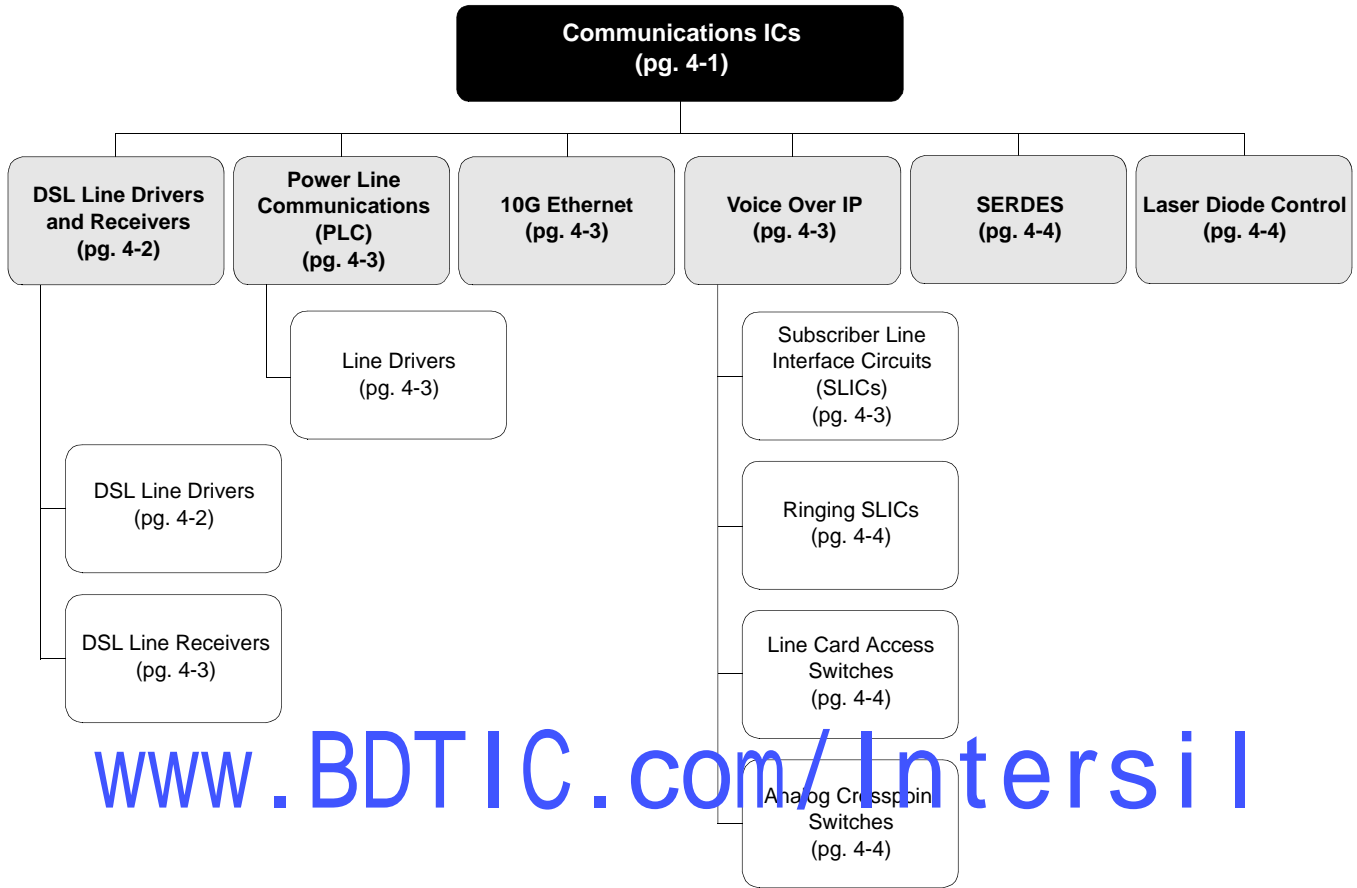 Communications ICs
(pg. 4-1)
DSL Line Drivers
and Receivers
(pg. 4-2)
Power Line
Communications
(PLC)
(pg. 4-3)
10G Ethernet
(pg. 4-3)
Voice Over IP
(pg. 4-3)
SERDES
(pg. 4-4)
Laser Diode Control
(pg. 4-4)
Subscriber Line
Interface Circuits
(SLICs)
(pg. 4-3)
Line Drivers
(pg. 4-3)
DSL Line Drivers
(pg. 4-2)
Ringing SLICs
(pg. 4-4)
DSL Line Receivers
(pg. 4-3)
Line Card Access
Switches
(pg. 4-4)
www.BDTIC.com/Intersil
Analog Crosspoint
Switches
(pg. 4-4)